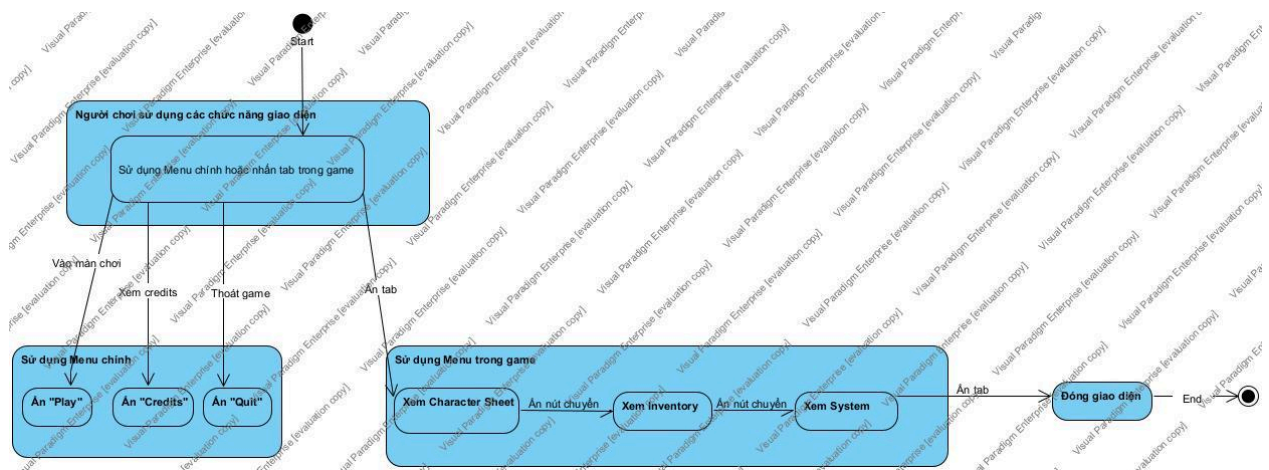 Start
Người chơi sử dụng các chức năng giao diện
Sử dụng Menu chính hoặc nhấn tab trong game
Vào màn chơi
Xem credits
Thoát game
Ấn tab
Sử dụng Menu chính
Ấn "Play"
Ấn "Credits"
Ấn "Quit"
Sử dụng Menu trong game
Xem Character Sheet
Ấn nút chuyển
Xem Inventory
Ấn nút chuyển
Xem System
Ấn tab
Đóng giao diện
End
Visual Paradigm Enterprise [evaluation copy]